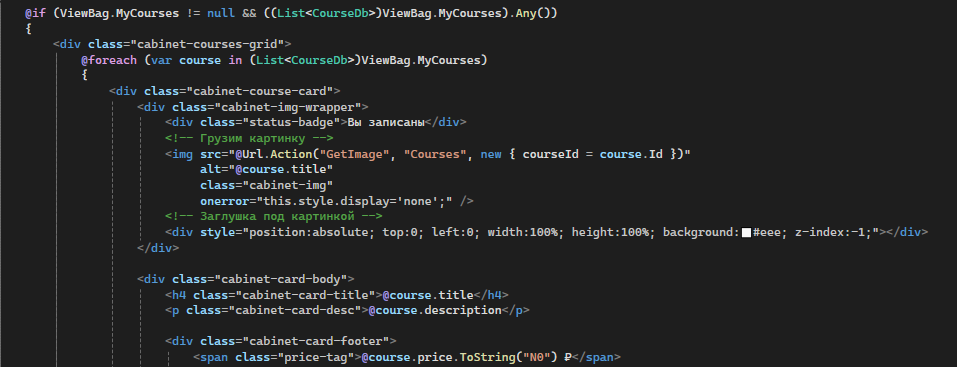 @if (ViewBag.MyCourses != null && ((List<CourseDb>)ViewBag.MyCourses).Any())
{
<div class="cabinet-courses-grid">
@foreach (var course in (List<CourseDb>)ViewBag.MyCourses)
{
<div class="cabinet-course-card">
<div class="cabinet-img-wrapper">
<div class="status-badge">Вы записаны</div>
<!-- Грузим картинку -->
<img src="@Url.Action("GetImage", "Courses", new { courseId = course.Id })"
alt="@course.title"
class="cabinet-img"
onerror="this.style.display='none';" />
<!-- Заглушка под картинкой -->
<div style="position:absolute; top:0; left:0; width:100%; height:100%; background:#eee; z-index:-1;"></div>
</div>
<div class="cabinet-card-body">
<h4 class="cabinet-card-title">@course.title</h4>
<p class="cabinet-card-desc">@course.description</p>
<div class="cabinet-card-footer">
<span class="price-tag">@course.price.ToString("N0") ₽</span>